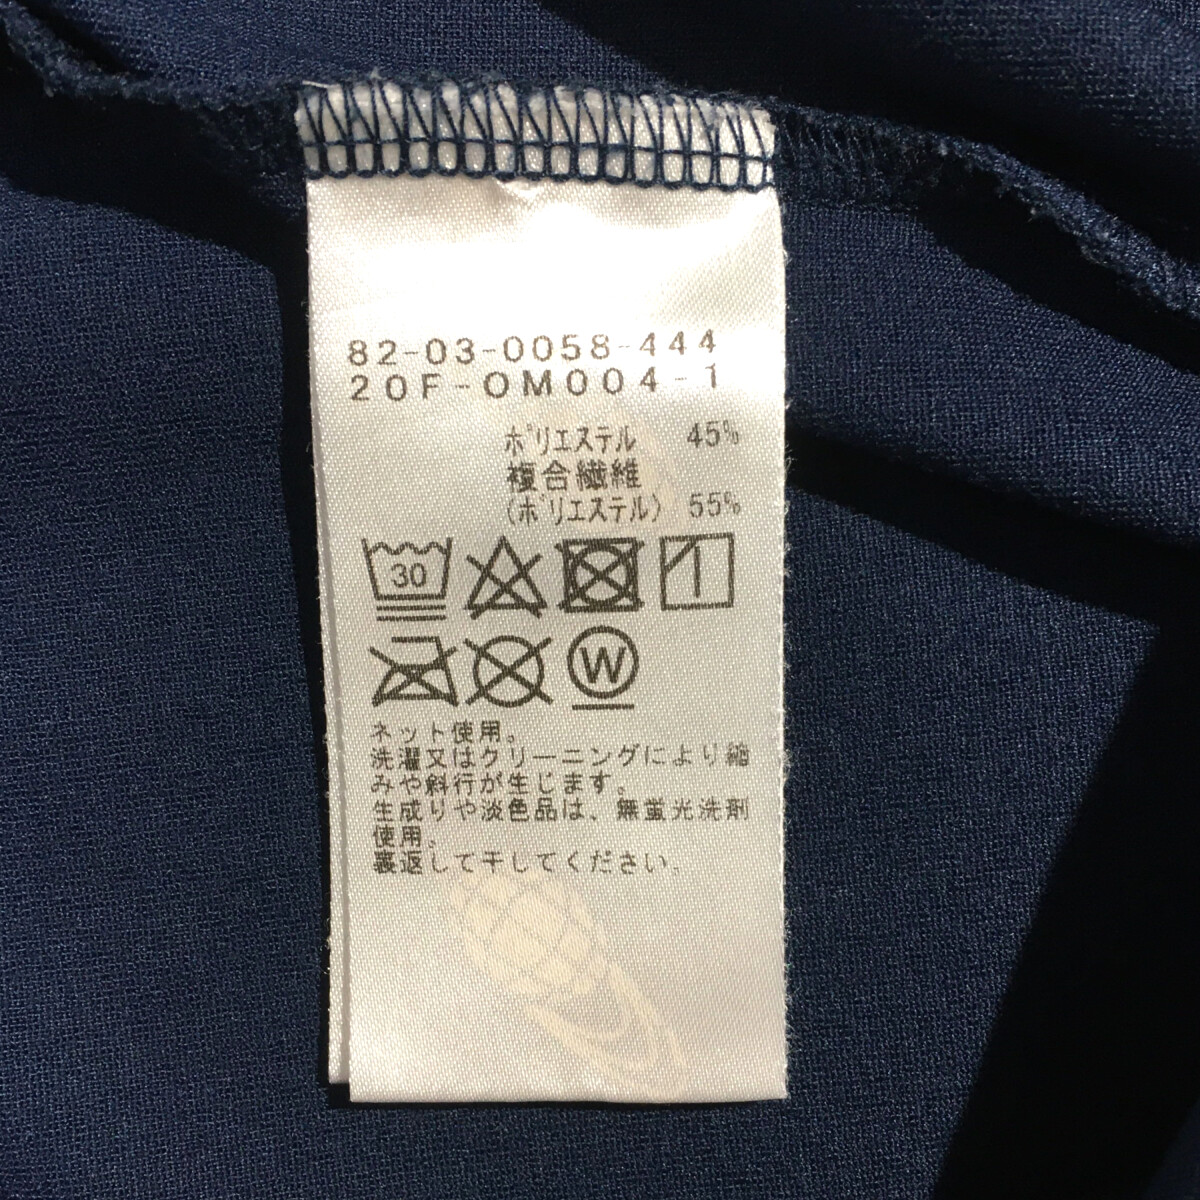 82-03-0058-444
20F-OM004-1
ポリエステル 45%
複合繊維
(ポリエステル) 55%
30
W
ネット使用。
洗濯又はクリーニングにより縮
みや斜行が生じます。
生成りや淡色品は、無蛍光洗剤
使用。
裏返して干してください。